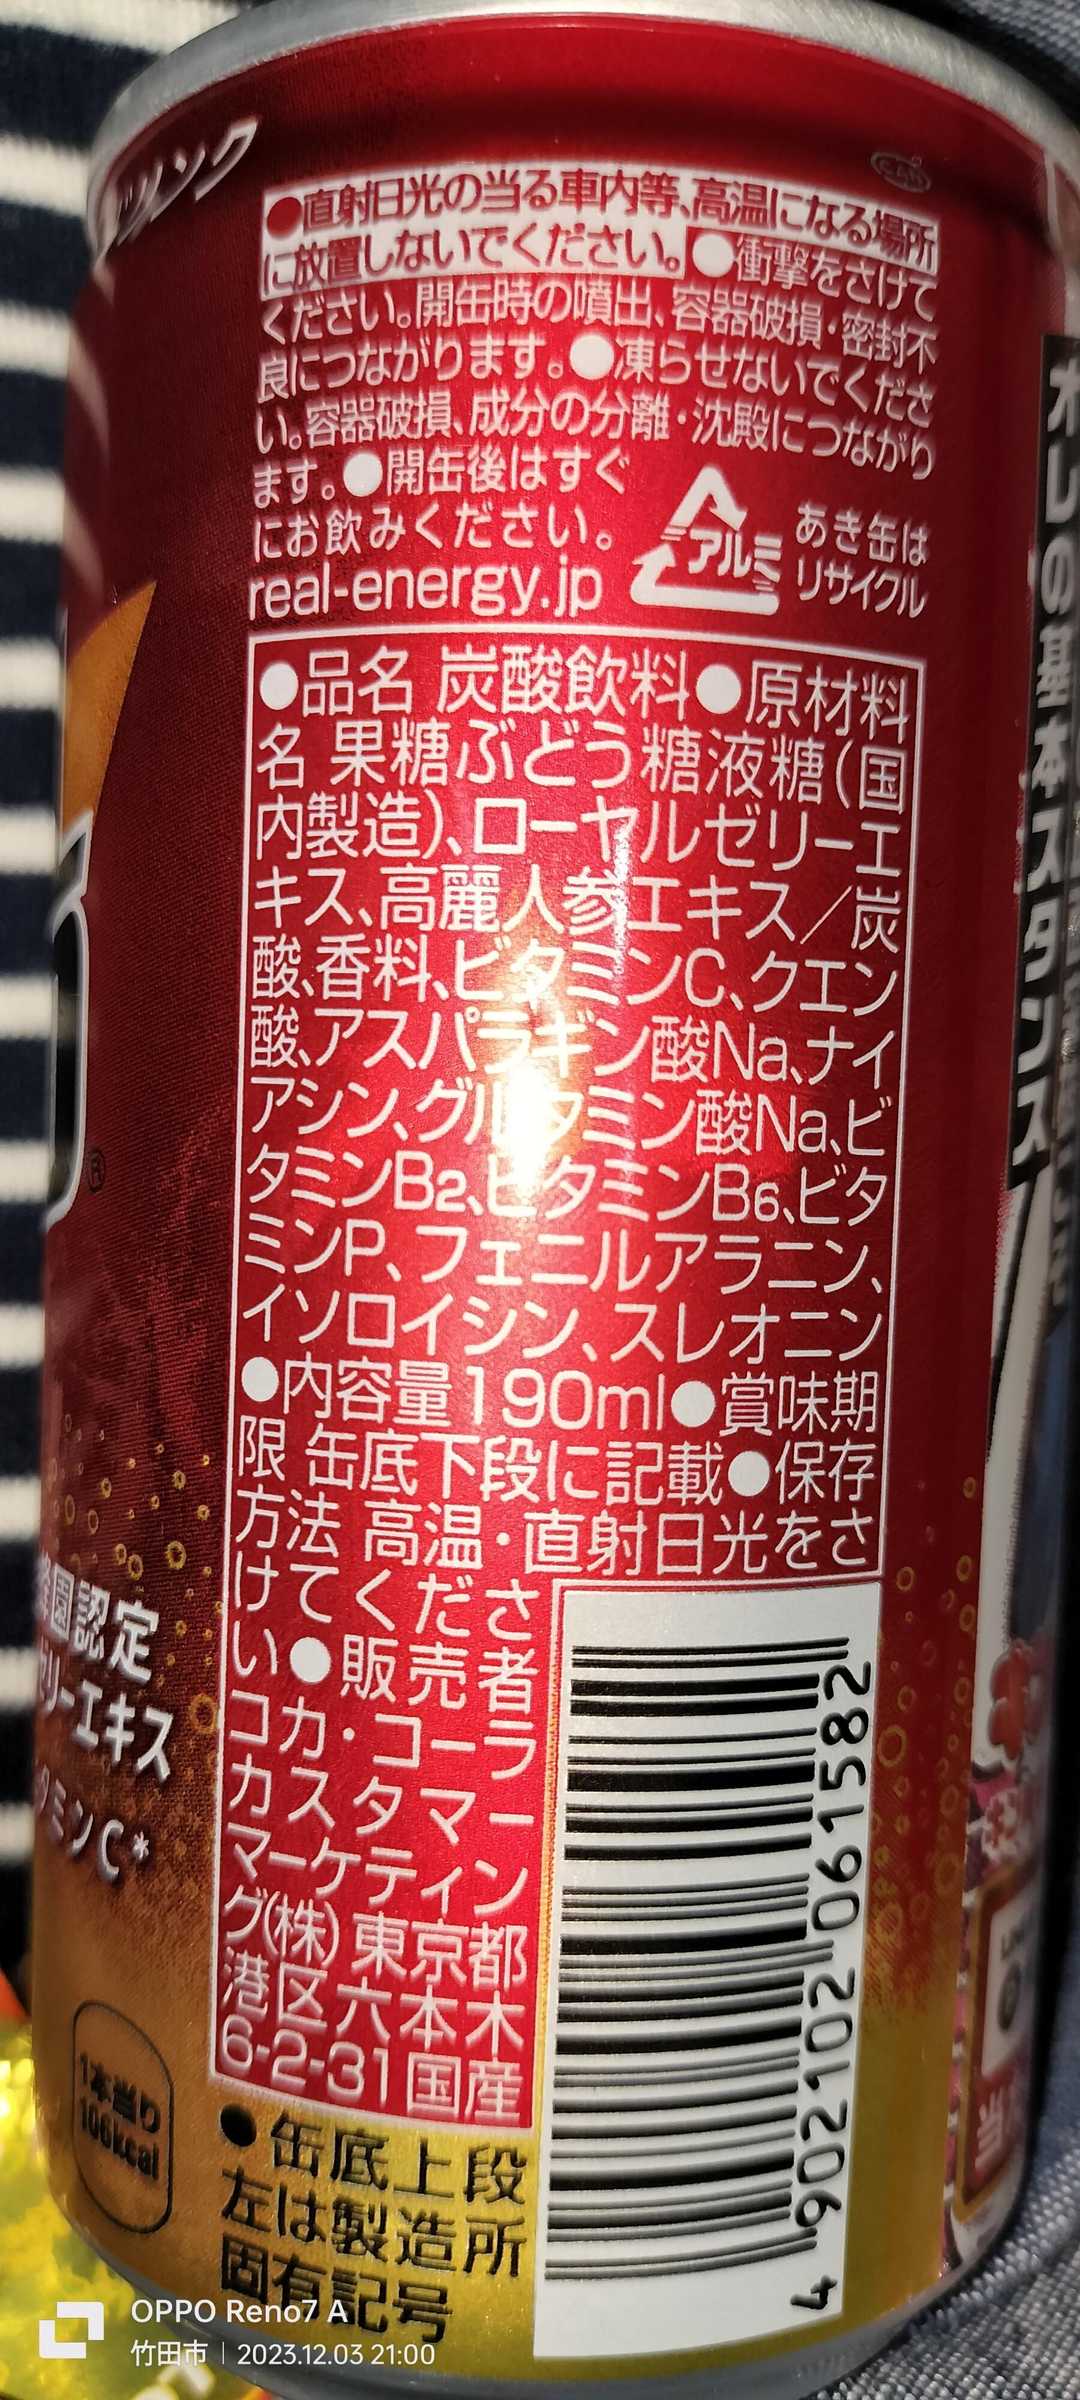 ●直射日光の当る車内等、高温になる場所
に放置しないでください。●衝撃をさけて
ください。開缶時の噴出、容器破損・密封不
良につながります。●凍らせないでくださ
い。容器破損、成分の分離・沈殿につながり
ます。●開缶後はすぐ
にお飲みください。
real-energy.jp
アルミ
あき缶は
リサイクル
●品名 炭酸飲料●原材料
名 果糖ぶどう糖液糖(国
内製造)、ローヤルゼリーエ
キス、高麗人参エキス/炭
酸、香料、ビタミンC、クエン
酸、アスパラギン酸Na、ナイ
アシン、グルタミン酸Na、ビ
タミンB2、ビタミンB6、ビタ
ミンP、フェニルアラニン、
イソロイシン、スレオニン
●内容量190ml●賞味期
限 缶底下段に記載●保存
方法 高温・直射日光をさ
けてくださ
い●販売者
コカ・コーラ
カスタマー
マーケティン
グ(株) 東京都
港区六本木
6-2-31国産
●缶底上段
左は製造所
固有記号
4 902102 061582
園認定
リーエキス
タミンC*
1本当り
106kcal
オレの基本スタンス
OPPO Reno7 A
竹田市 | 2023.12.03 21:00